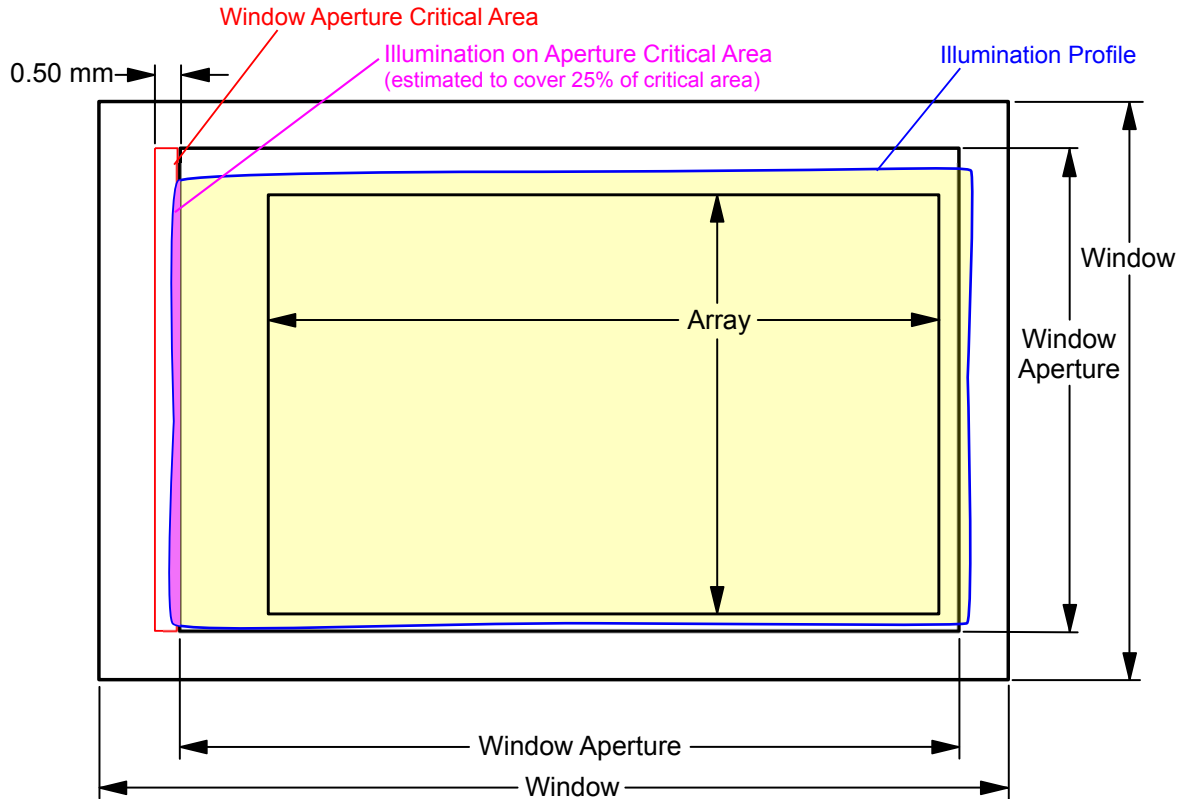 Window Aperture Critical Area
Illumination on Aperture Critical Area
(estimated to cover 25% of critical area)
Illumination Profile
0.50 mm
Window
Window
Aperture
Array
Window Aperture
Window